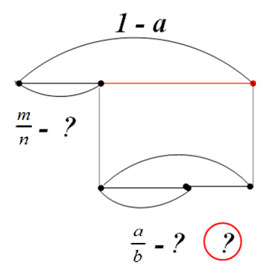 1 - a
m/n - ?
a/b - ? ?